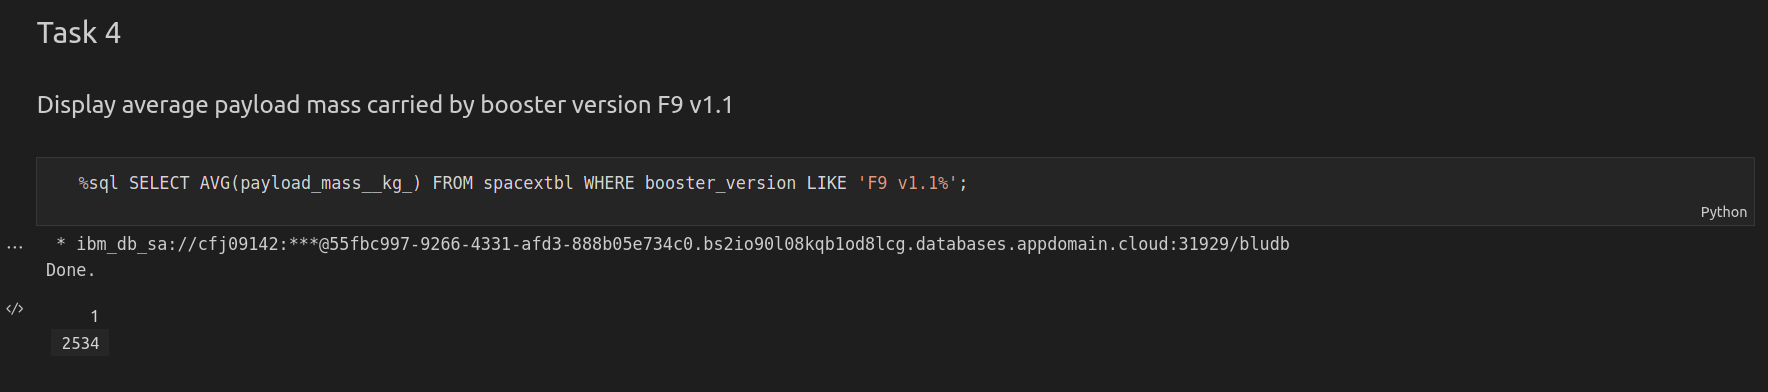 Task 4
Display average payload mass carried by booster version F9 v1.1
%sql SELECT AVG(payload_mass__kg_) FROM spacextbl WHERE booster_version LIKE 'F9 v1.1%';
Python
* ibm_db_sa://cfj09142:***@55fbc997-9266-4331-afd3-888b05e734c0.bs2io90l08kqb1od8lcg.databases.appdomain.cloud:31929/bludb
Done.
1
2534